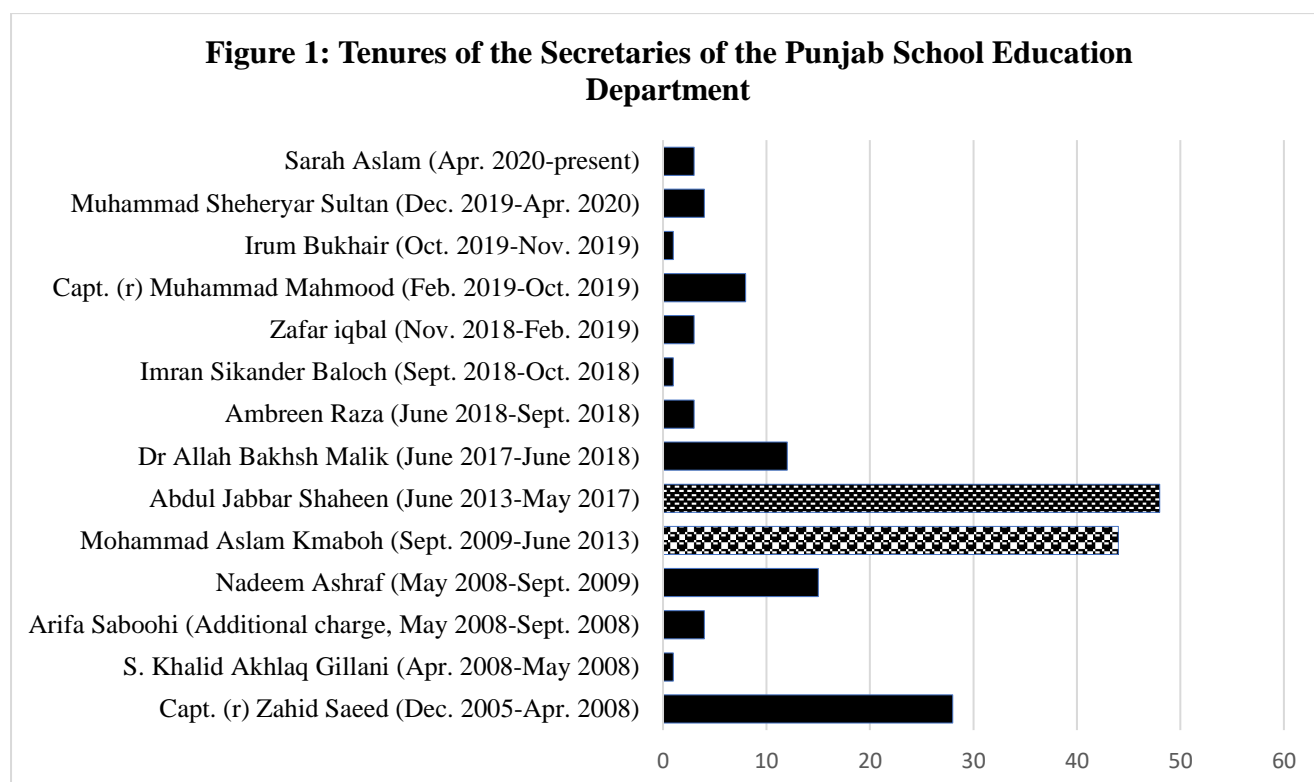 Figure 1: Tenures of the Secretaries of the Punjab School Education
Department
Sarah Aslam (Apr. 2020-present)
Muhammad Sheheryar Sultan (Dec. 2019-Apr. 2020)
Irum Bukhair (Oct. 2019-Nov. 2019)
Capt. (r) Muhammad Mahmood (Feb. 2019-Oct. 2019)
Zafar iqbal (Nov. 2018-Feb. 2019)
Imran Sikander Baloch (Sept. 2018-Oct. 2018)
Ambreen Raza (June 2018-Sept. 2018)
Dr Allah Bakhsh Malik (June 2017-June 2018)
Abdul Jabbar Shaheen (June 2013-May 2017)
Mohammad Aslam Kmaboh (Sept. 2009-June 2013)
Nadeem Ashraf (May 2008-Sept. 2009)
Arifa Saboohi (Additional charge, May 2008-Sept. 2008)
S. Khalid Akhlaq Gillani (Apr. 2008-May 2008)
Capt. (r) Zahid Saeed (Dec. 2005-Apr. 2008)
0 10 20 30 40 50 60